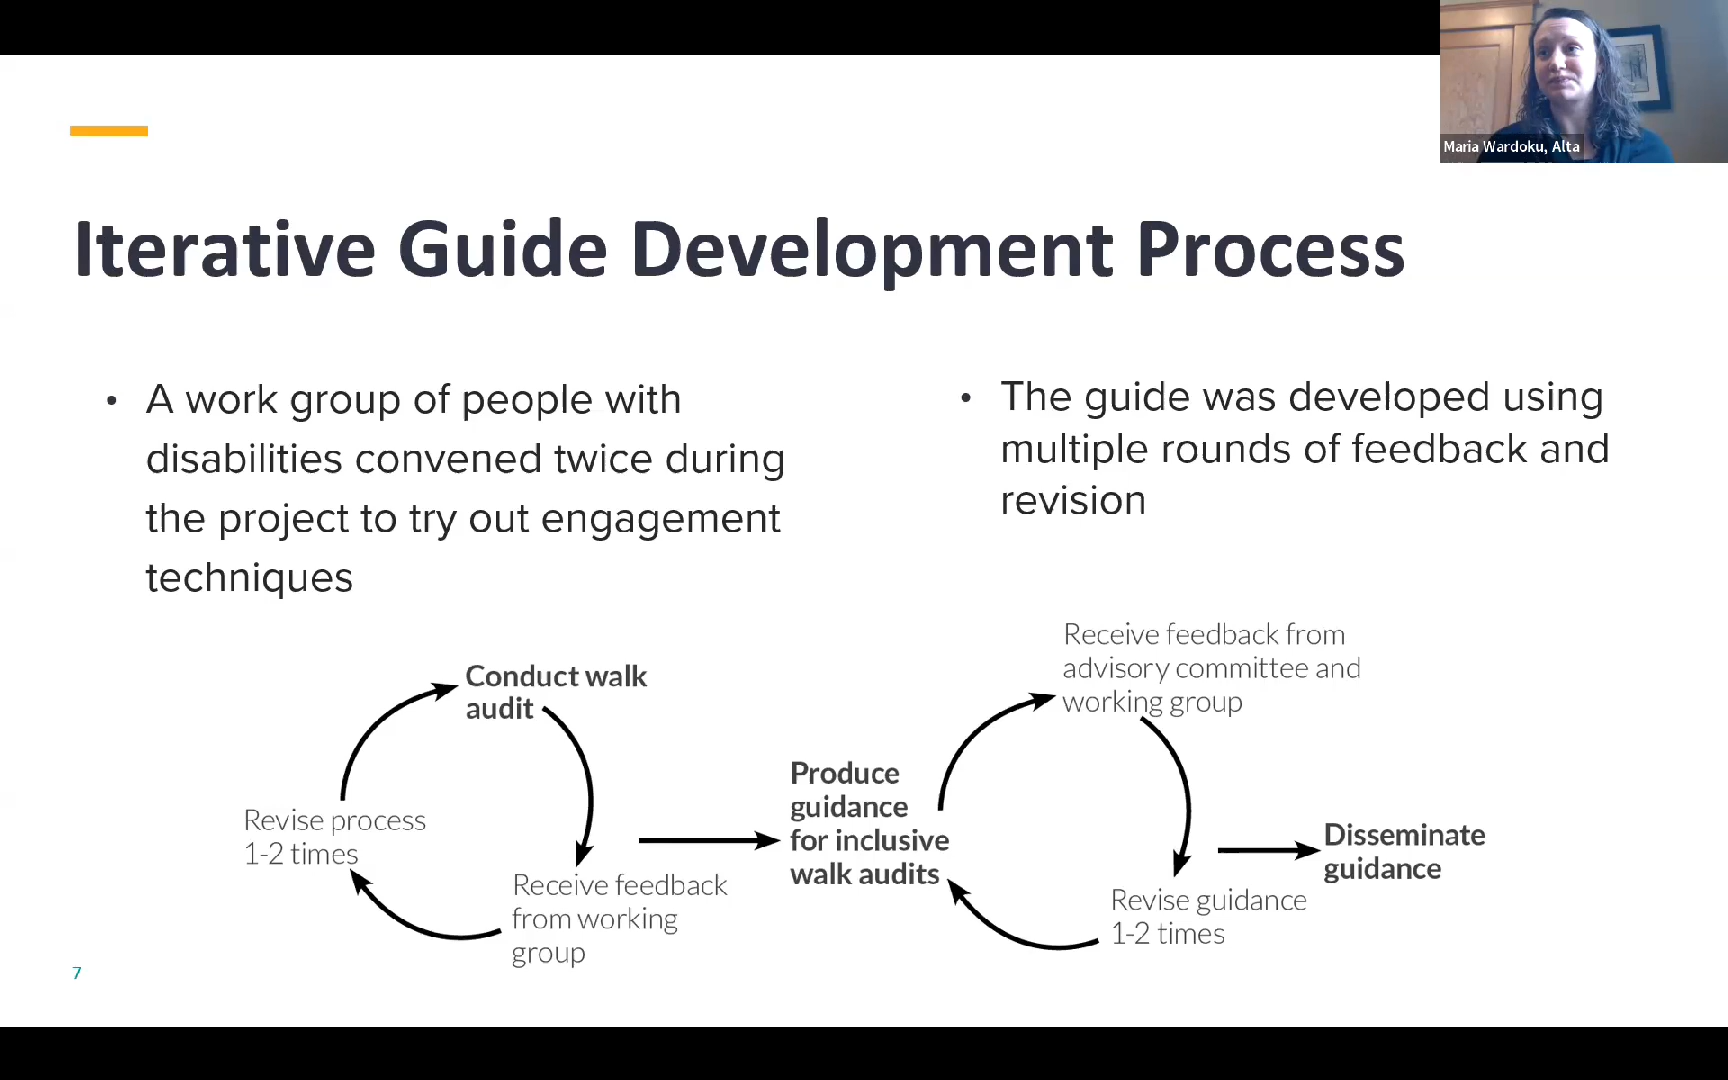 Maria Wardoku, Alta
Iterative Guide Development Process
• A work group of people with
disabilities convened twice during
the project to try out engagement
techniques
• The guide was developed using
multiple rounds of feedback and
revision
Conduct walk
audit
Receive feedback
from working
group
Revise process
1-2 times
Produce
guidance
for inclusive
walk audits
Receive feedback from
advisory committee and
working group
Revise guidance
1-2 times
Disseminate
guidance
7